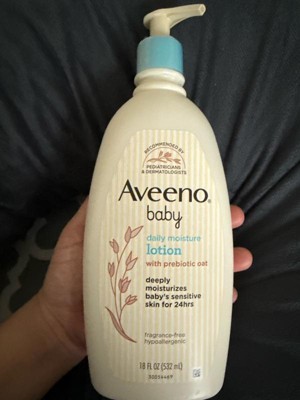 RECOMMENDED BY
PEDIATRICIANS
& DERMATOLOGISTS
Aveeno®
baby
daily moisture
lotion
with prebiotic oat
deeply
moisturizes
baby's sensitive
skin for 24hrs
fragrance-free
hypoallergenic
18 FL OZ (532 mL)